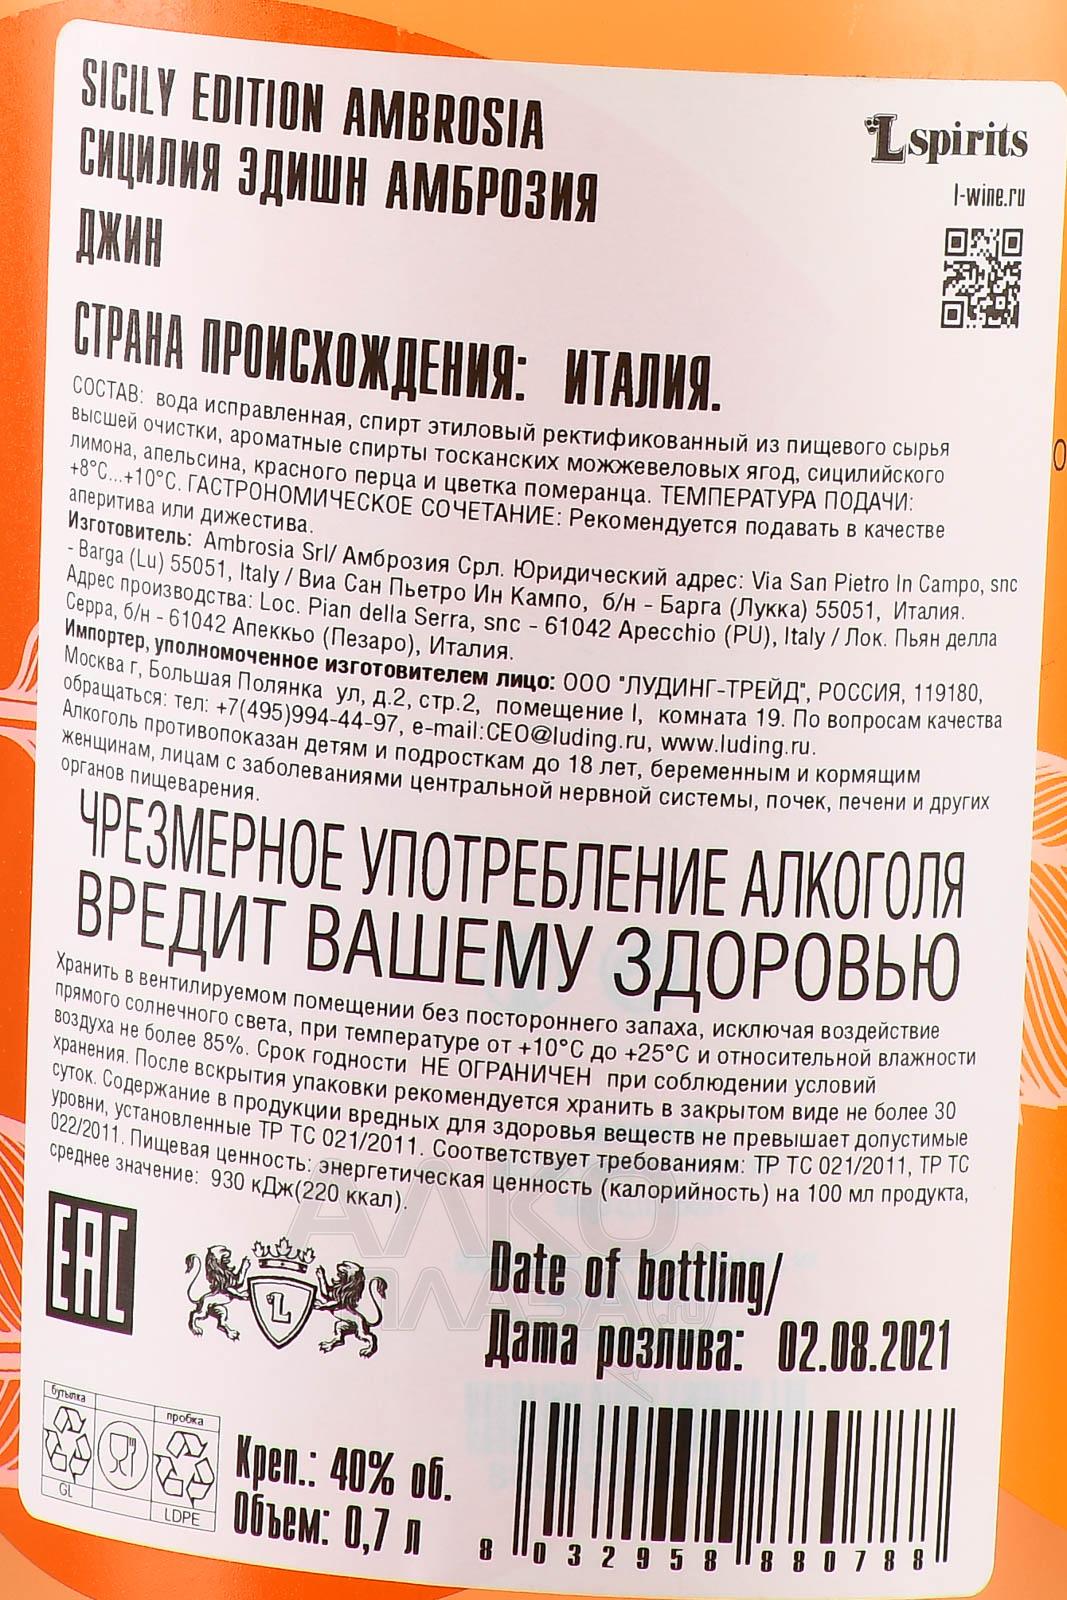 SICILY EDITION AMBROSIA
СИЦИЛИЯ ЭДИШН АМБРОЗИЯ
ДЖИН
L spirits
l-wine.ru
СТРАНА ПРОИСХОЖДЕНИЯ: ИТАЛИЯ.
СОСТАВ: вода исправленная, спирт этиловый ректификованный из пищевого сырья
высшей очистки, ароматные спирты тосканских можжевеловых ягод, сицилийского
лимона, апельсина, красного перца и цветка померанца. ТЕМПЕРАТУРА ПОДАЧИ:
+8°C...+10°C. ГАСТРОНОМИЧЕСКОЕ СОЧЕТАНИЕ: Рекомендуется подавать в качестве
аперитива или дижестива.
Изготовитель: Ambrosia Srl/ Амброзия Срл. Юридический адрес: Via San Pietro In Campo, snc
- Barga (Lu) 55051, Italy / Виа Сан Пьетро Ин Кампо, б/н - Барга (Лукка) 55051, Италия.
Адрес производства: Loc. Pian della Serra, snc - 61042 Apecchio (PU), Italy / Лок. Пьян делла
Серра, б/н - 61042 Апеккьо (Пезаро), Италия.
Импортер, уполномоченное изготовителем лицо: ООО "ЛУДИНГ-ТРЕЙД", РОССИЯ, 119180,
Москва г, Большая Полянка ул, д.2, стр.2, помещение I, комната 19. По вопросам качества
обращаться: тел: +7(495)994-44-97, e-mail:CEO@luding.ru, www.luding.ru.
Алкоголь противопоказан детям и подросткам до 18 лет, беременным и кормящим
женщинам, лицам с заболеваниями центральной нервной системы, почек, печени и других
органов пищеварения.
ЧРЕЗМЕРНОЕ УПОТРЕБЛЕНИЕ АЛКОГОЛЯ
ВРЕДИТ ВАШЕМУ ЗДОРОВЬЮ
Хранить в вентилируемом помещении без постороннего запаха, исключая воздействие
прямого солнечного света, при температуре от +10°C до +25°C и относительной влажности
воздуха не более 85%. Срок годности НЕ ОГРАНИЧЕН при соблюдении условий
хранения. После вскрытия упаковки рекомендуется хранить в закрытом виде не более 30
суток. Содержание в продукции вредных для здоровья веществ не превышает допустимые
уровни, установленные ТР ТС 021/2011. Соответствует требованиям: ТР ТС 021/2011, ТР ТС
022/2011. Пищевая ценность: энергетическая ценность (калорийность) на 100 мл продукта,
среднее значение: 930 кДж(220 ккал).
EAC
L
АЛКО
ПЛАЗА.ru
Date of bottling/
Дата розлива: 02.08.2021
бутылка
GL
пробка
LDPE
Креп.: 40% об.
Объем: 0,7 л
8 032958 880788